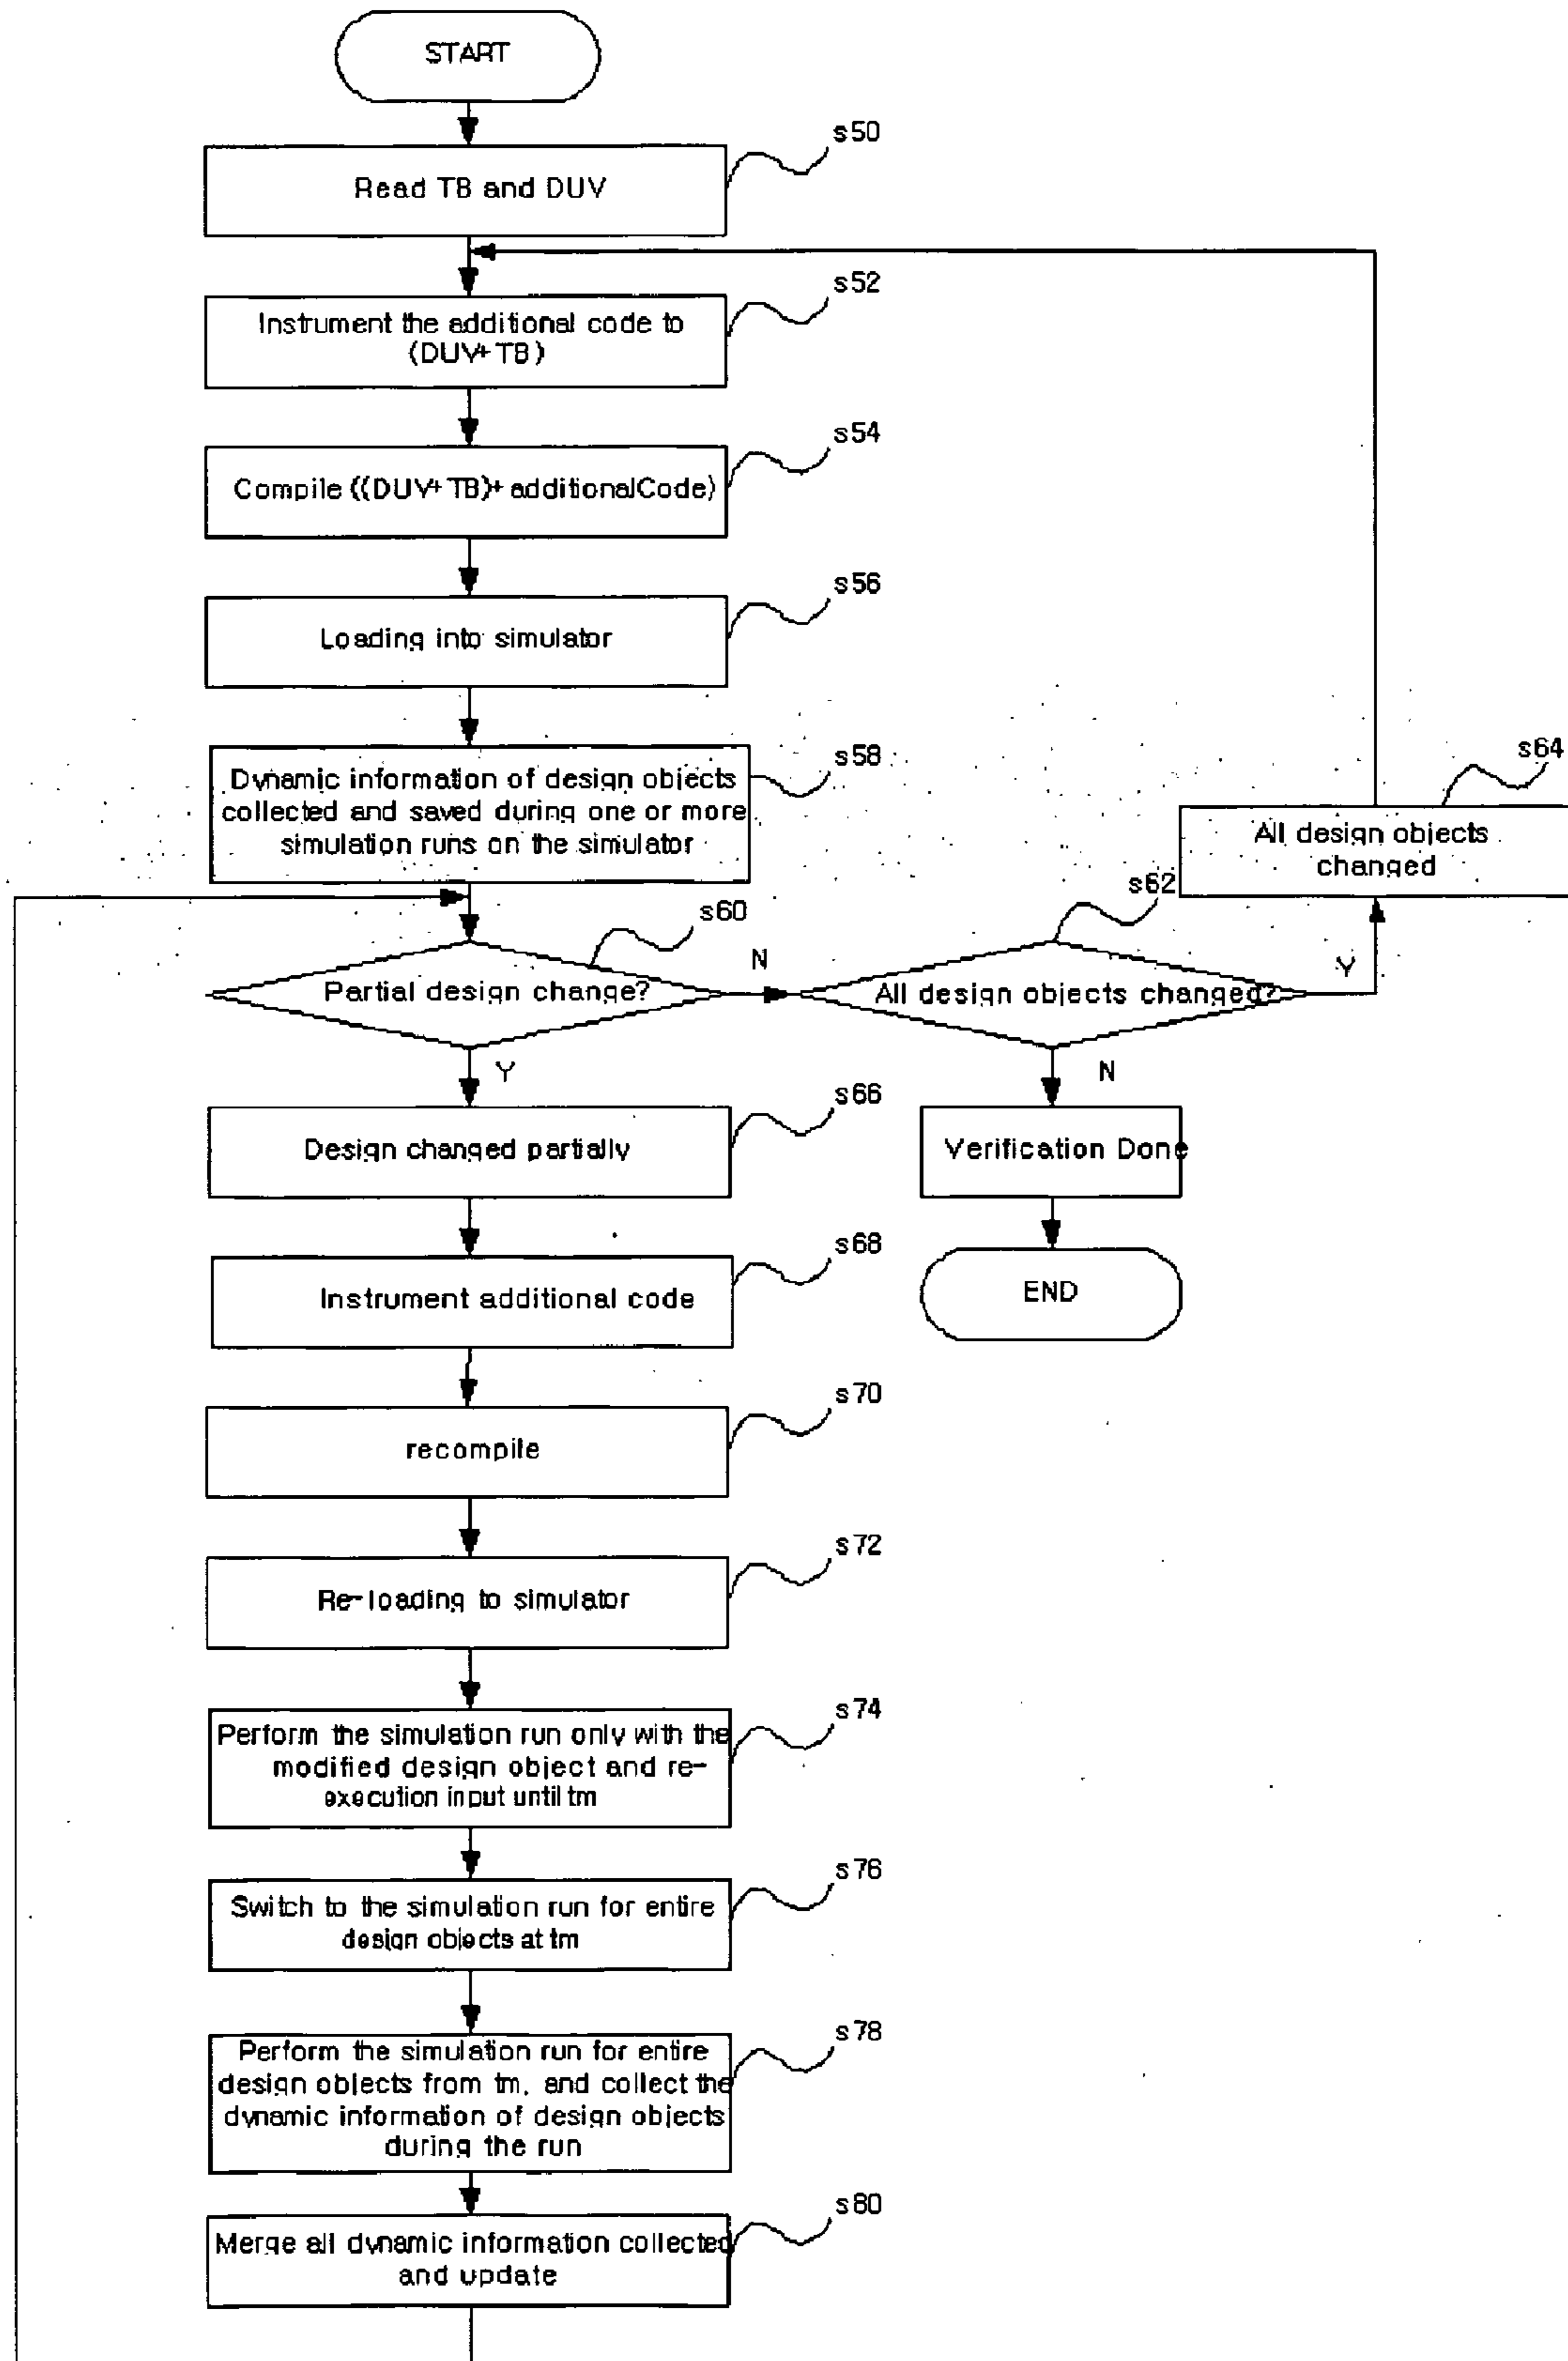 START
s50
Read TB and DUV
s52
Instrument the additional code to
(DUV+TB)
s54
Compile ((DUV+TB)+additionalCode)
s56
Loading into simulator
s58
Dynamic information of design objects
collected and saved during one or more
simulation runs on the simulator
s64
All design objects
changed
s60
Partial design change?
N
s62
All design objects changed?
Y
Y
N
s66
Design changed partially
Verification Done
s68
Instrument additional code
END
s70
recompile
s72
Re-loading to simulator
s74
Perform the simulation run only with the
modified design object and re-
execution input until tm
s76
Switch to the simulation run for entire
design objects at tm
s78
Perform the simulation run for entire
design objects from tm, and collect the
dynamic information of design objects
during the run
s80
Merge all dynamic information collected
and update